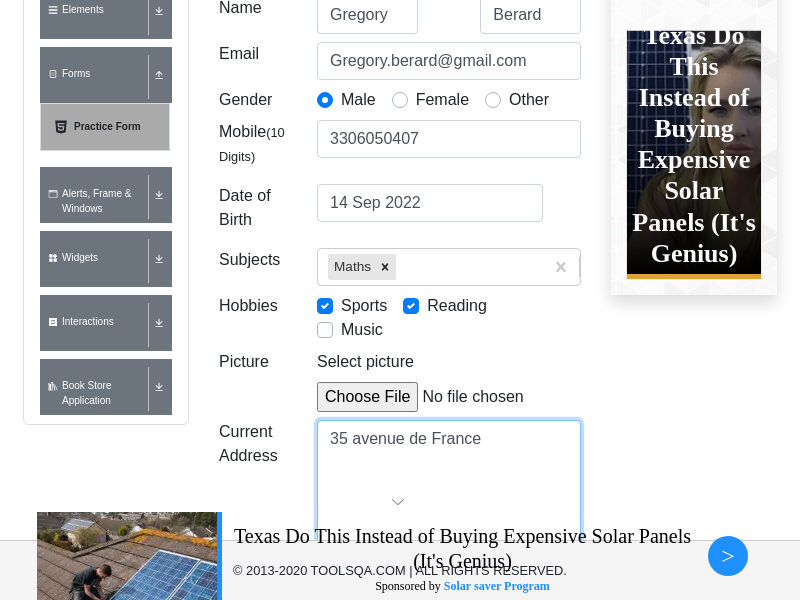 Elements
Forms
Practice Form
Alerts, Frame &
Windows
Widgets
Interactions
Book Store
Application
Name
Gregory
Berard
Email
Gregory.berard@gmail.com
Gender
Male
Female
Other
Mobile(10
Digits)
3306050407
Date of
Birth
14 Sep 2022
Subjects
Maths
Hobbies
Sports
Reading
Music
Picture
Select picture
Choose File No file chosen
Current
Address
35 avenue de France
Texas Do
This
Instead of
Buying
Expensive
Solar
Panels (It's
Genius)
Texas Do This Instead of Buying Expensive Solar Panels
(It's Genius)
© 2013-2020 TOOLSQA.COM | ALL RIGHTS RESERVED.
Sponsored by Solar saver Program